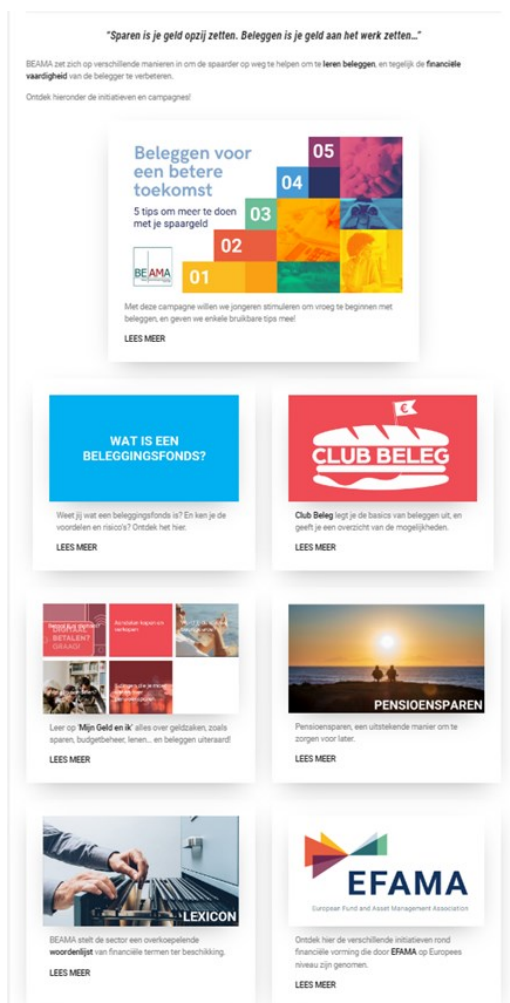 "Sparen is je geld opzij zetten. Beleggen is je geld aan het werk zetten..."
BEAMA zet zich op verschillende manieren in om de spaarder op weg te helpen om te leren beleggen, en tegelijk de financiële
vaardigheid van de belegger te verbeteren.
Ontdek hieronder de initiatieven en campagnes!
Beleggen voor
een betere
toekomst
5 tips om meer te doen
met je spaargeld
BEAMA
01
02
03
04
05
Met deze campagne willen we jongeren stimuleren om vroeg te beginnen met
beleggen, en geven we enkele bruikbare tips mee!
LEES MEER
WAT IS EEN
BELEGGINGSFONDS?
Weet jij wat een beleggingsfonds is? En ken je de
voordelen en risico's? Ontdek het hier.
LEES MEER
€
CLUB BELEG
Club Beleg legt je de basics van beleggen uit, en
geeft je een overzicht van de mogelijkheden.
LEES MEER
BETALEN?
GRAAG!
Aandelen kopen en
verkopen
Leer op 'Mijn Geld en ik' alles over geldzaken, zoals
sparen, budgetbeheer, lenen... en beleggen uiteraard!
LEES MEER
PENSIOENSPAREN
Pensioensparen, een uitstekende manier om te
zorgen voor later.
LEES MEER
LEXICON
BEAMA stelt de sector een overkoepelende
woordenlijst van financiële termen ter beschikking.
LEES MEER
EFAMA
European Fund and Asset Management Association
Ontdek hier de verschillende initiatieven rond
financiële vorming die door EFAMA op Europees
niveau zijn genomen.
LEES MEER